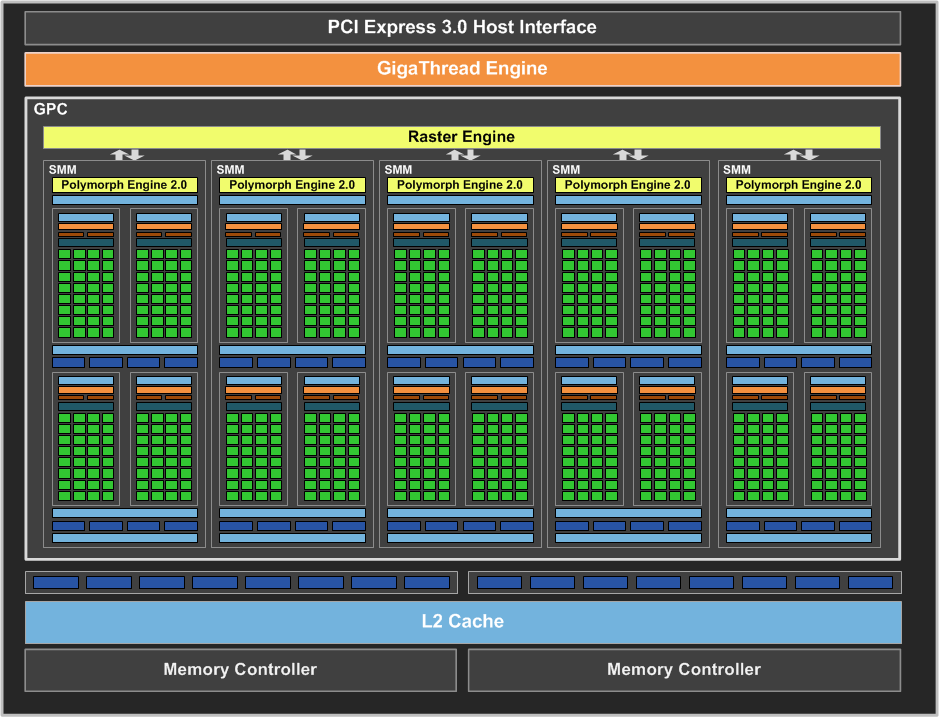 PCI Express 3.0 Host Interface
GigaThread Engine
GPC
Raster Engine
SMM
SMM
SMM
SMM
SMM
Polymorph Engine 2.0
Polymorph Engine 2.0
Polymorph Engine 2.0
Polymorph Engine 2.0
Polymorph Engine 2.0
L2 Cache
Memory Controller
Memory Controller